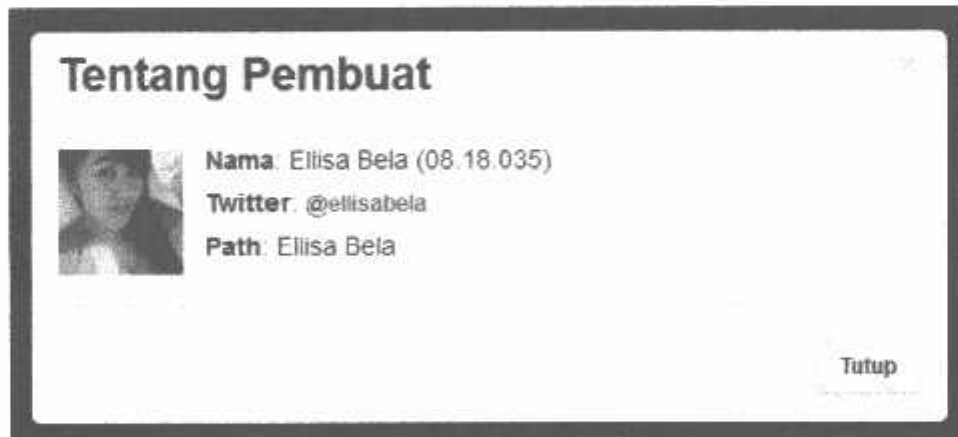 Tentang Pembuat
×
Nama: Ellisa Bela (08.18.035)
Twitter: @ellisabela
Path: Ellisa Bela
Tutup